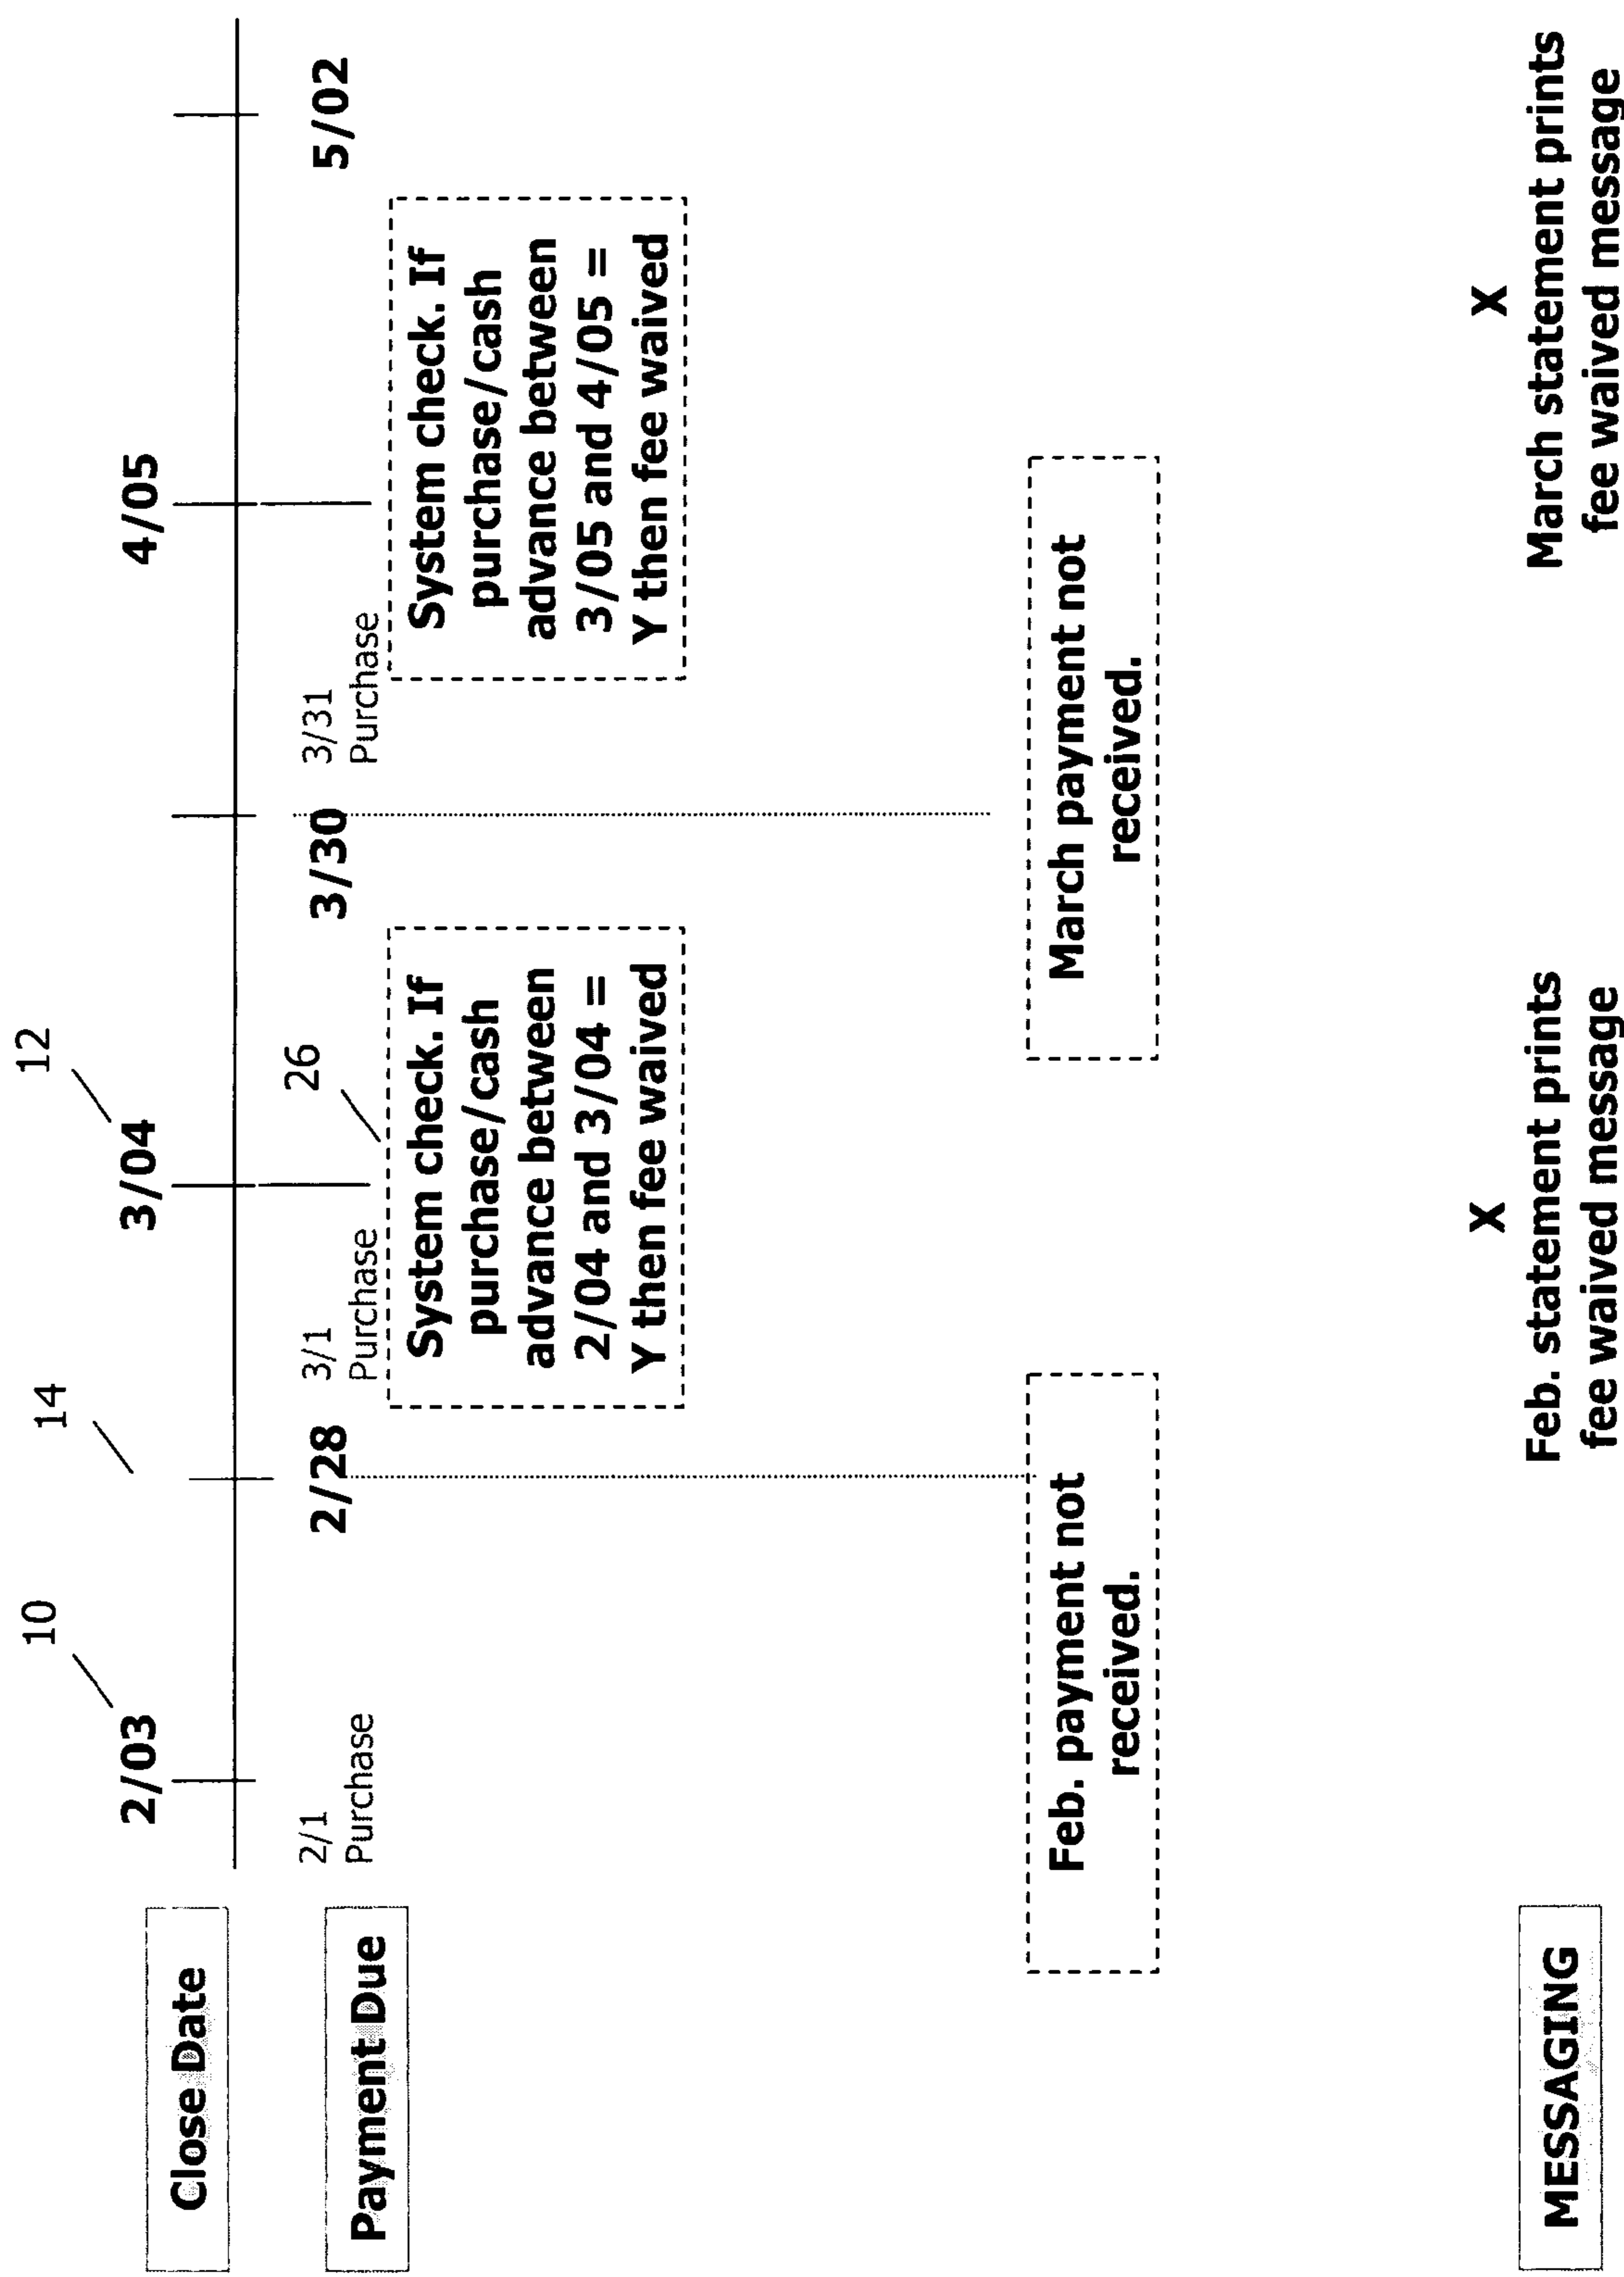 12
14
10
Close Date
2/03
3/04
4/05
26
Payment Due
2/1
Purchase
2/28
3/1
Purchase
3/30
3/31
Purchase
5/02
System check. If
purchase/cash
advance between
2/04 and 3/04 =
Y then fee waived
System check. If
purchase/cash
advance between
3/05 and 4/05 =
Y then fee waived
Feb. payment not
received.
March payment not
received.
MESSAGING
X
Feb. statement prints
fee waived message
X
March statement prints
fee waived message